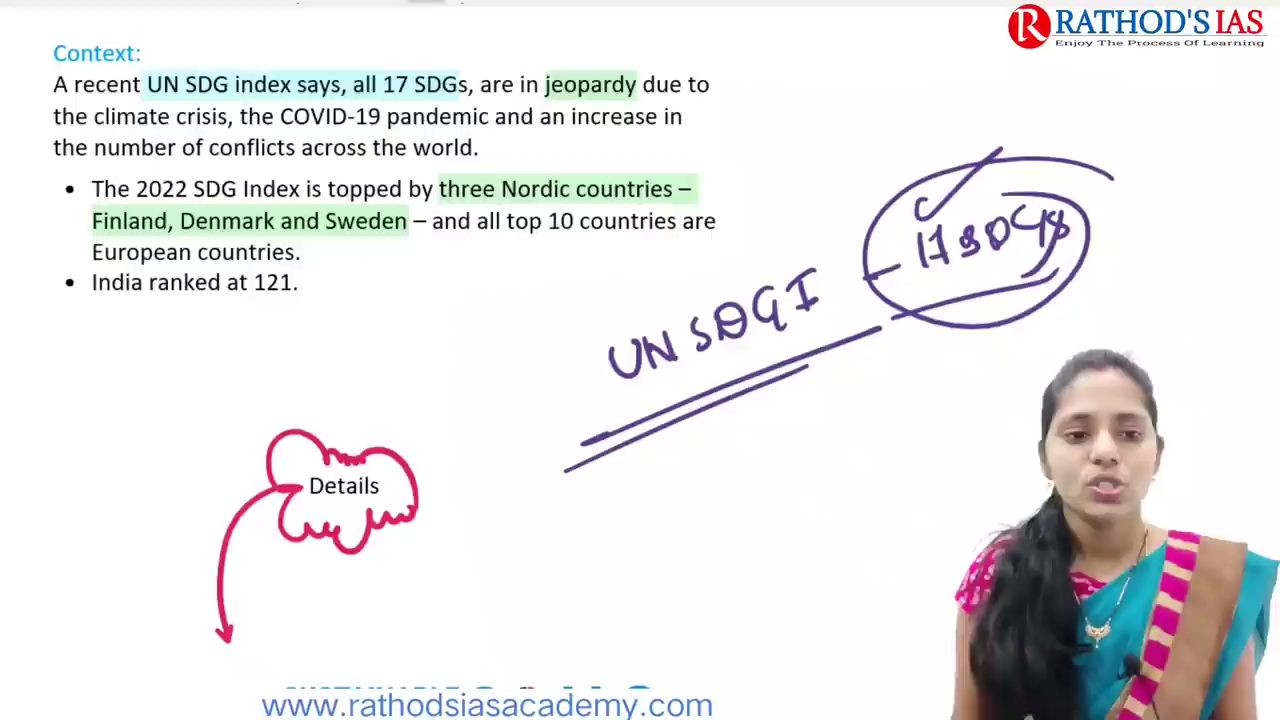 RATHOD'S IAS
Enjoy The Process Of Learning
Context:
A recent UN SDG index says, all 17 SDGs, are in jeopardy due to
the climate crisis, the COVID-19 pandemic and an increase in
the number of conflicts across the world.
• The 2022 SDG Index is topped by three Nordic countries –
Finland, Denmark and Sweden – and all top 10 countries are
European countries.
• India ranked at 121.
UN SDGI – 17 SDGs
Details
www.rathodsiasacademy.com